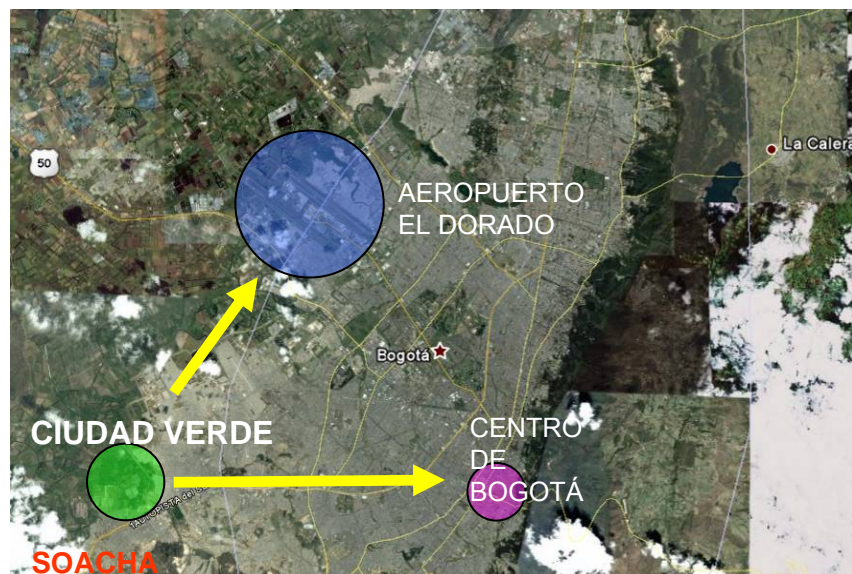 La Calera
50
AEROPUERTO
EL DORADO
Bogotá
CIUDAD VERDE
CENTRO
DE
BOGOTÁ
SOACHA